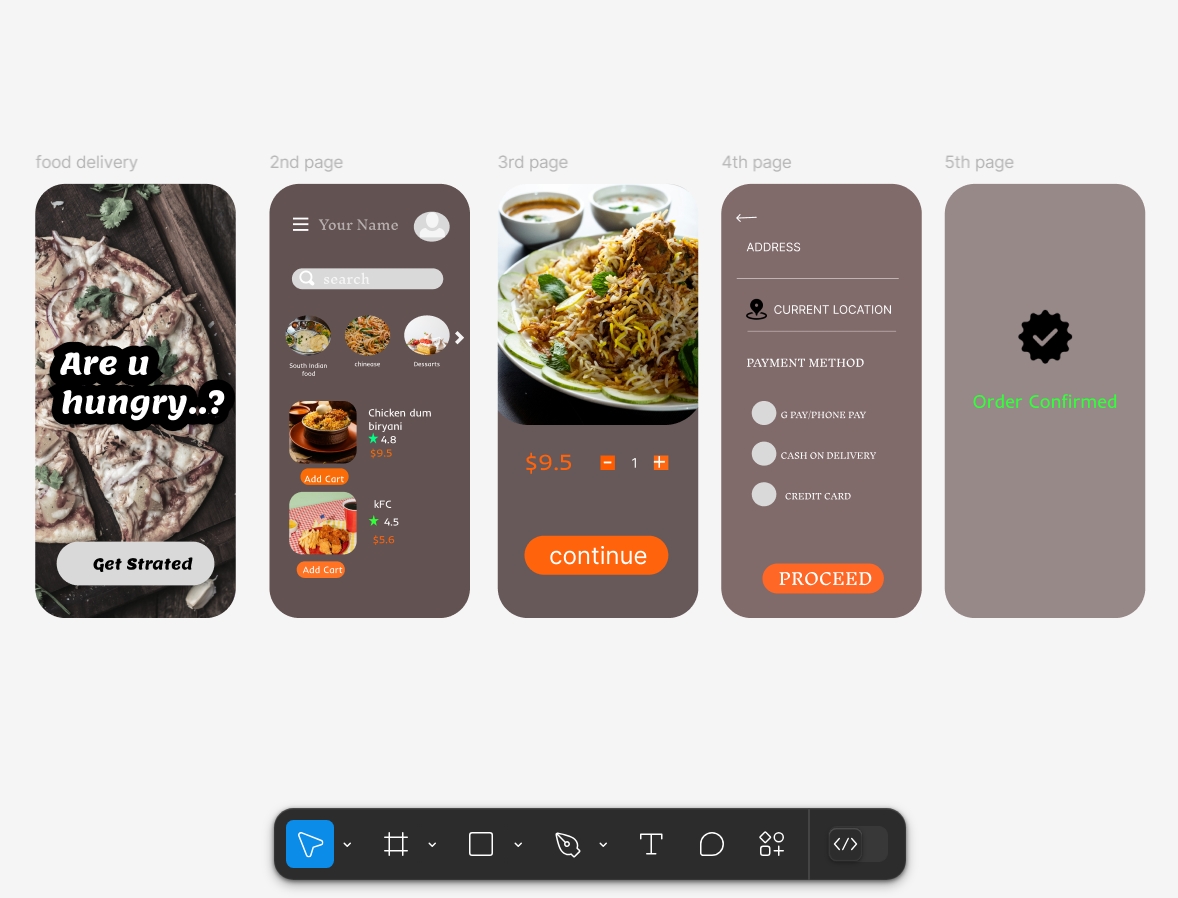 food delivery
Are u
hungry..?
Get Strated
2nd page
Your Name
search
South Indian
food
chinease
Dessarts
Chicken dum
biryani
4.8
$9.5
Add Cart
kFC
4.5
$5.6
Add Cart
3rd page
$9.5
-
1
+
continue
4th page
ADDRESS
CURRENT LOCATION
PAYMENT METHOD
G PAY/PHONE PAY
CASH ON DELIVERY
CREDIT CARD
PROCEED
5th page
Order Confirmed